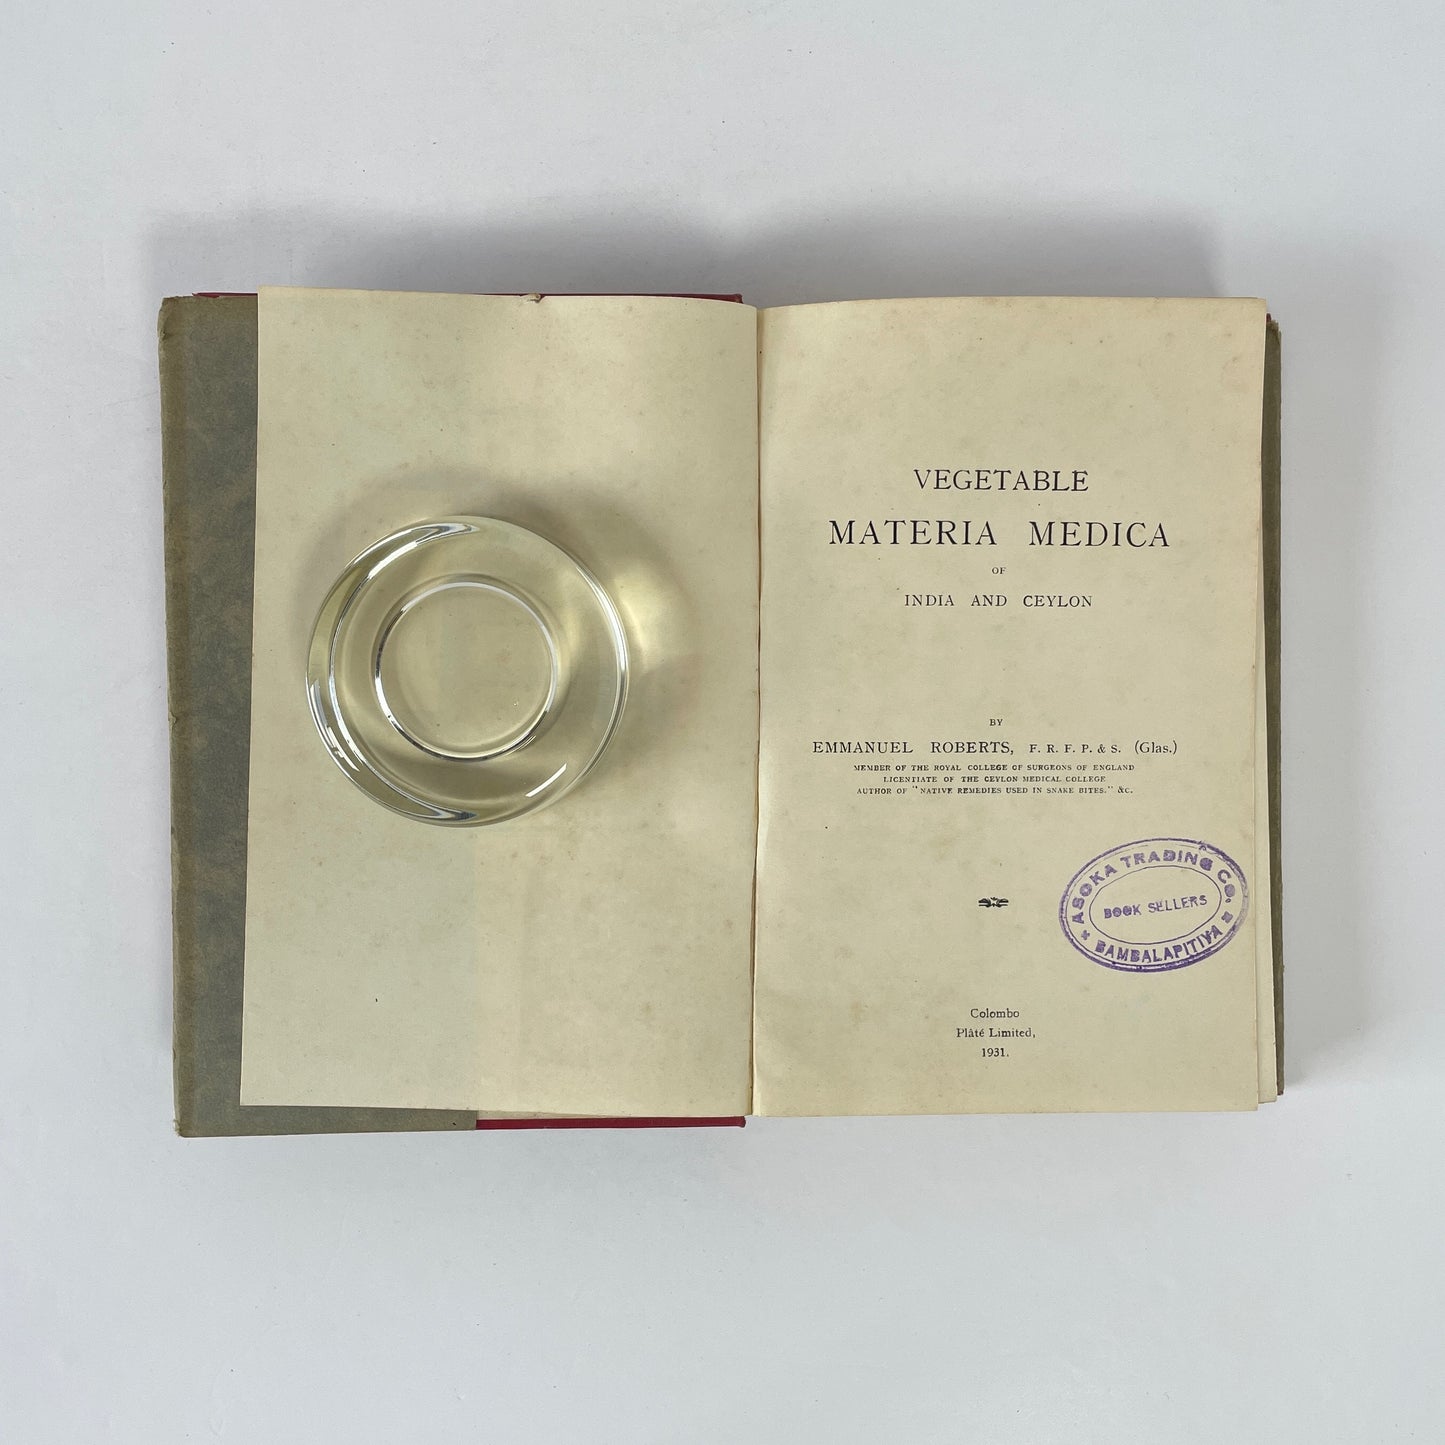 VEGETABLE
MATERIA MEDICA
OF
INDIA AND CEYLON
BY
EMMANUEL ROBERTS, F. R. F. P. & S. (Glas.)
MEMBER OF THE ROYAL COLLEGE OF SURGEONS OF ENGLAND
LICENTIATE OF THE CEYLON MEDICAL COLLEGE
AUTHOR OF "NATIVE REMEDIES USED IN SNAKE BITES." &C.
ASOKA TRADING CO.
BOOK SELLERS
BAMBALAPITIYA
Colombo
Plâté Limited,
1931.